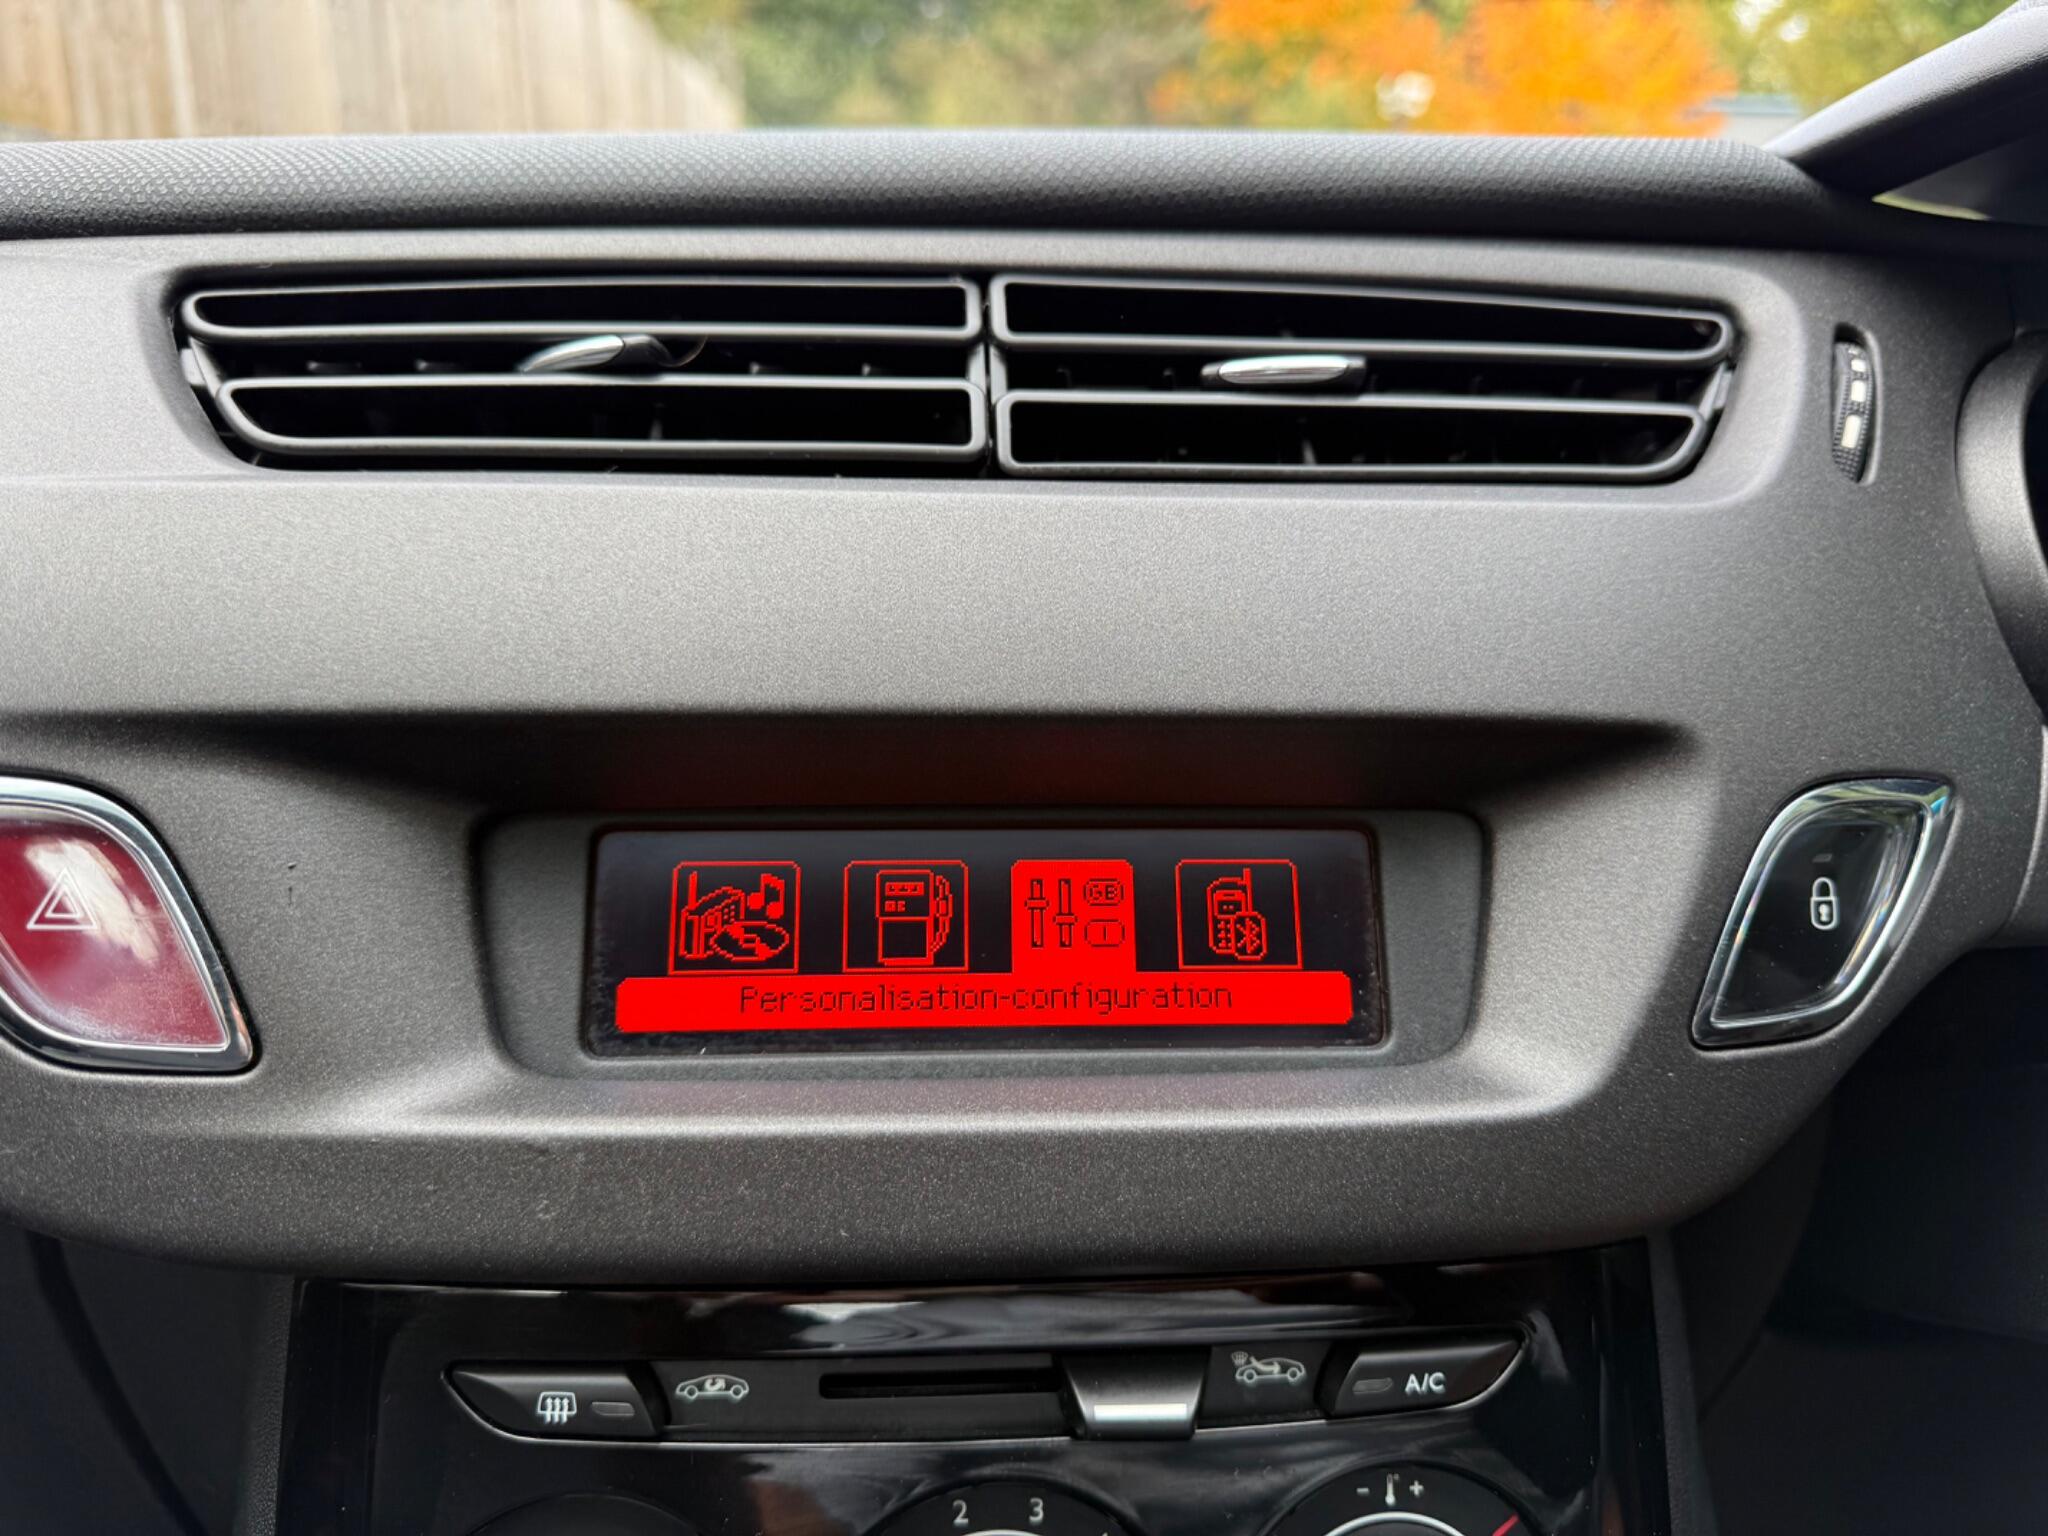 GB
I
Personalisation-configuration
A/C
2 3
- +